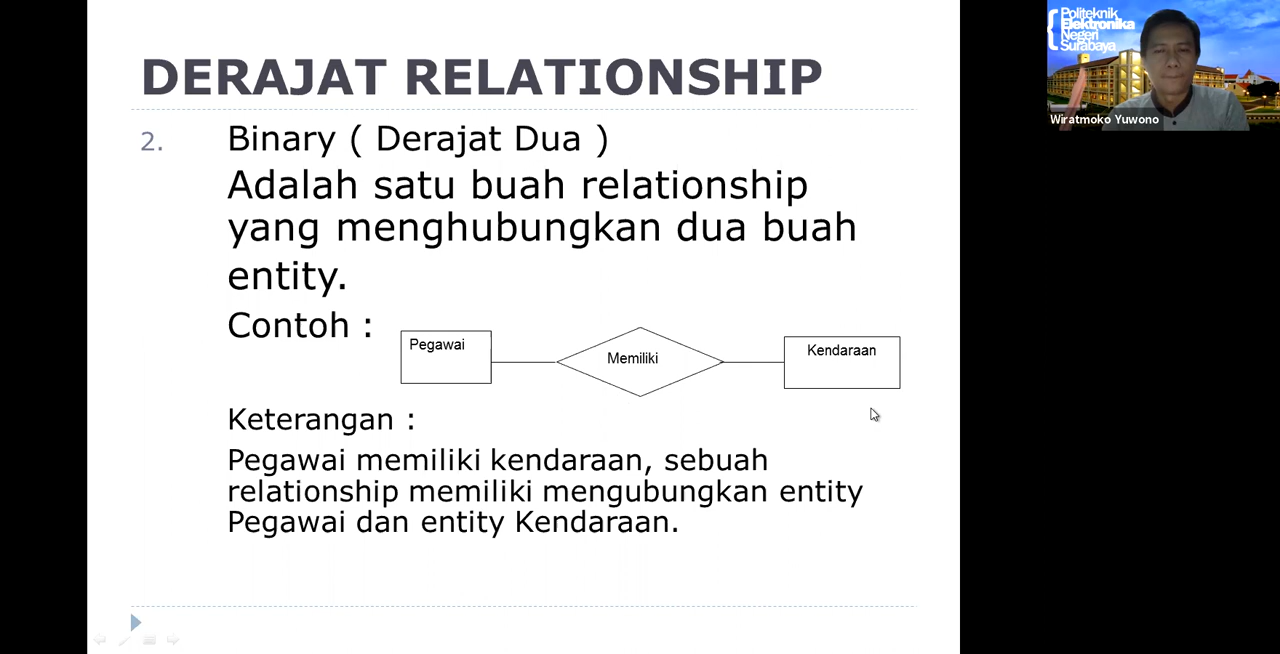 DERAJAT RELATIONSHIP
2. Binary ( Derajat Dua )
Adalah satu buah relationship
yang menghubungkan dua buah
entity.
Contoh :
Pegawai
Memiliki
Kendaraan
Keterangan :
Pegawai memiliki kendaraan, sebuah
relationship memiliki mengubungkan entity
Pegawai dan entity Kendaraan.
Politeknik
Elektronika
Negeri
Surabaya
Wiratmoko Yuwono